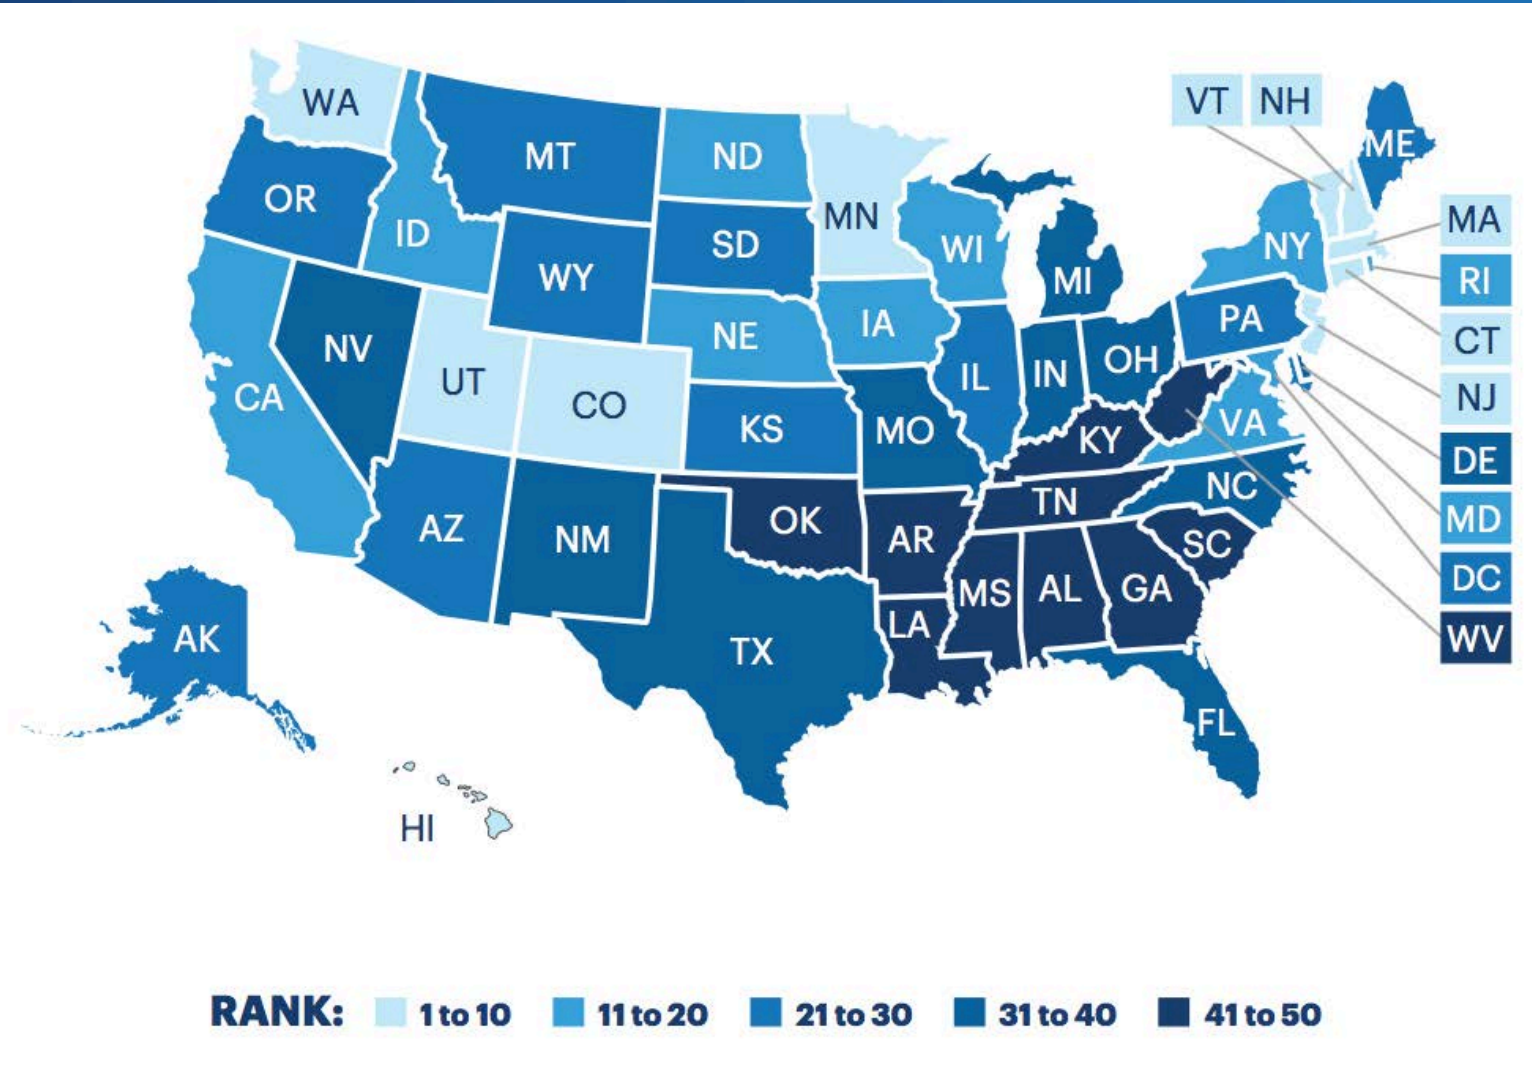 WA
VT NH
ME
MT
ND
OR
MN
MA
ID
SD
WI
NY
WY
MI
RI
NE
IA
PA
CT
NV
UT
CO
IL
IN
OH
NJ
CA
KS
MO
KY
VA
DE
NC
TN
MD
AZ
NM
OK
AR
SC
DC
MS
AL
GA
LA
WV
AK
TX
FL
HI
RANK: 1 to 10 11 to 20 21 to 30 31 to 40 41 to 50